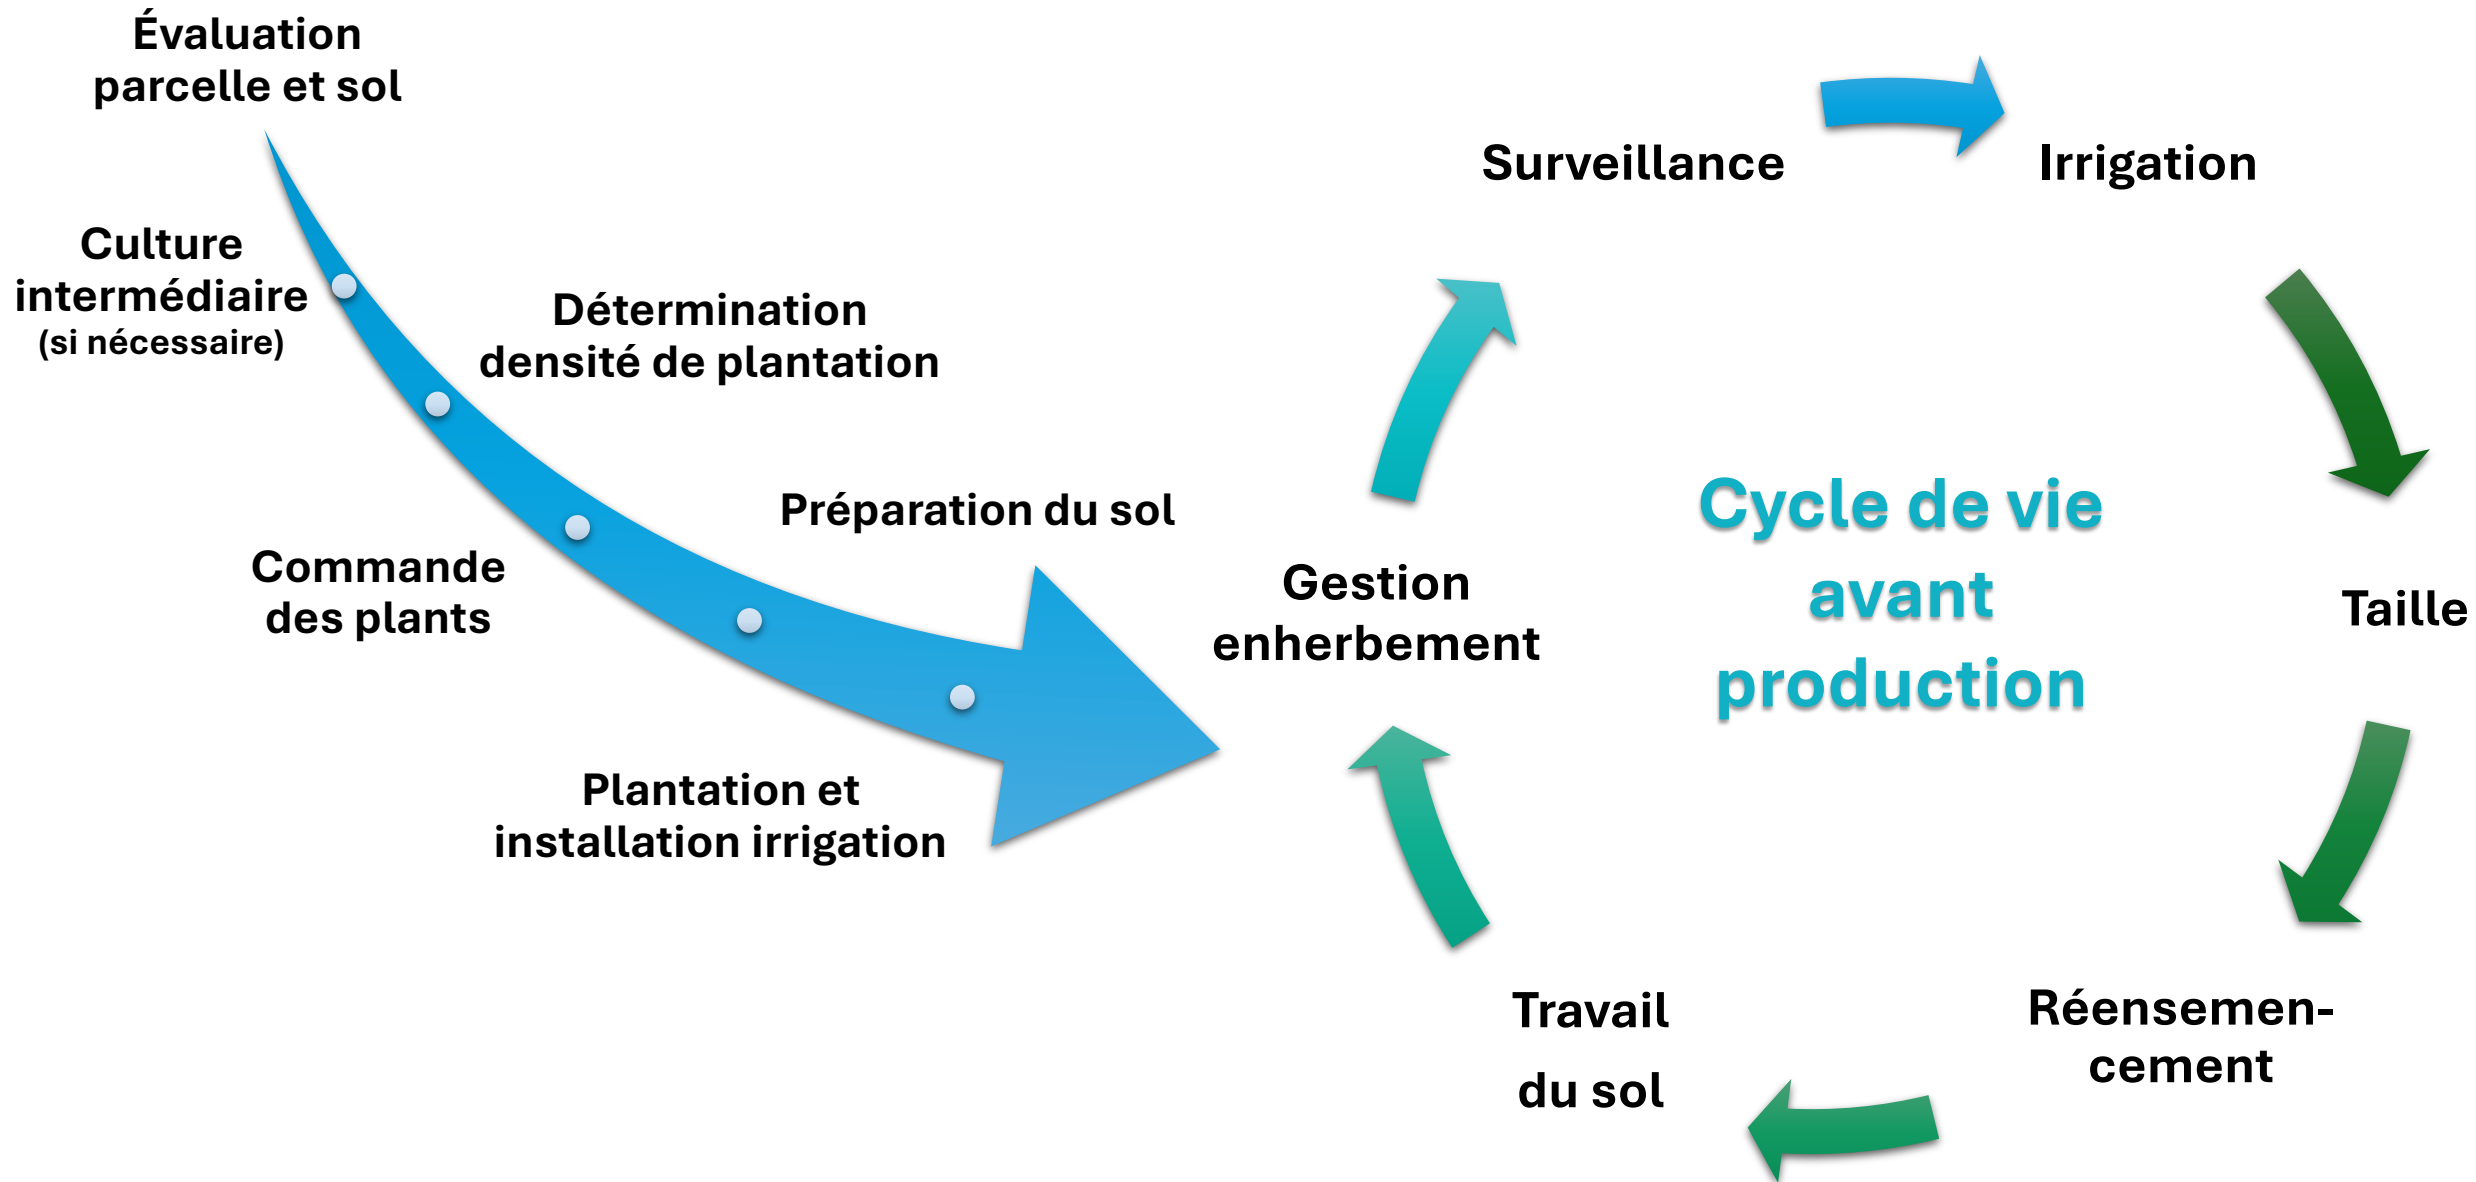 Évaluation
parcelle et sol
Culture
intermédiaire
(si nécessaire)
Détermination
densité de plantation
Commande
des plants
Préparation du sol
Plantation et
installation irrigation
Surveillance
Irrigation
Taille
Réensemen-
cement
Travail
du sol
Gestion
enherbement
Cycle de vie
avant
production